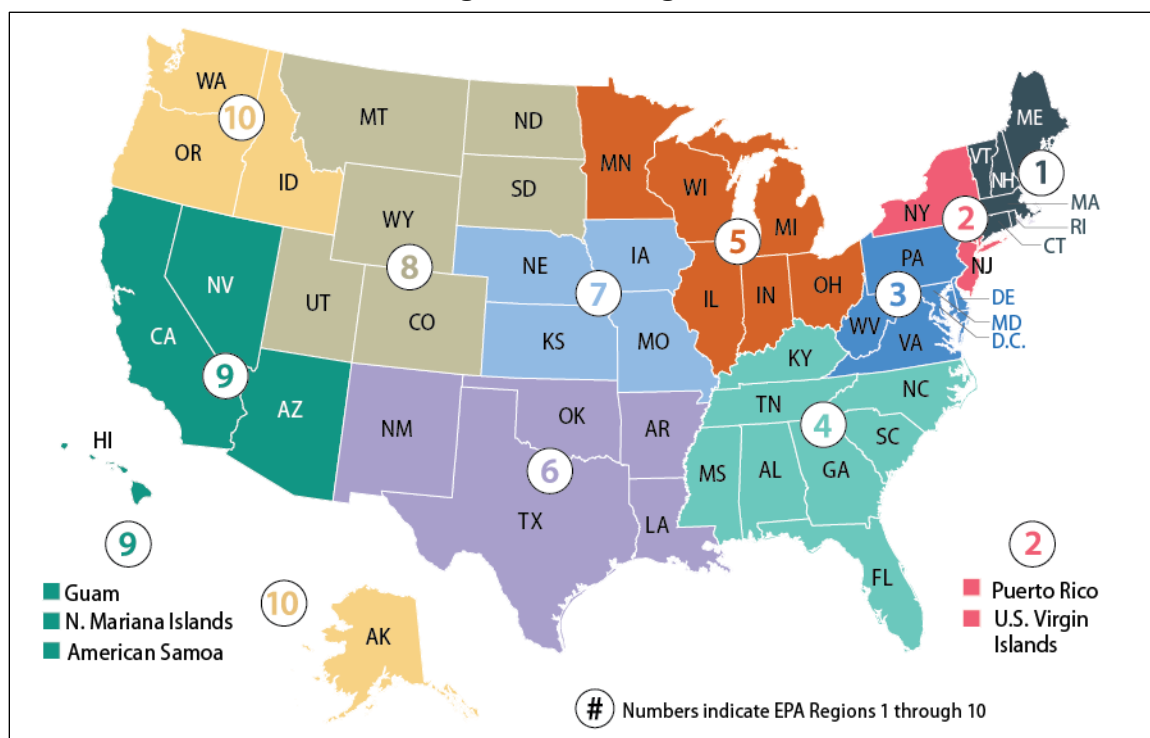 WA
10
OR
ID
MT
ND
SD
WY
8
UT
CO
MN
WI
MI
5
IL
IN
OH
NE
IA
7
KS
MO
ME
VT
NH
1
MA
RI
CT
NY
2
NJ
PA
3
WV
VA
DE
MD
D.C.
NV
CA
9
AZ
NM
OK
AR
6
TX
LA
KY
TN
NC
4
SC
MS
AL
GA
FL
HI
9
Guam
N. Mariana Islands
American Samoa
10
AK
2
Puerto Rico
U.S. Virgin
Islands
# Numbers indicate EPA Regions 1 through 10